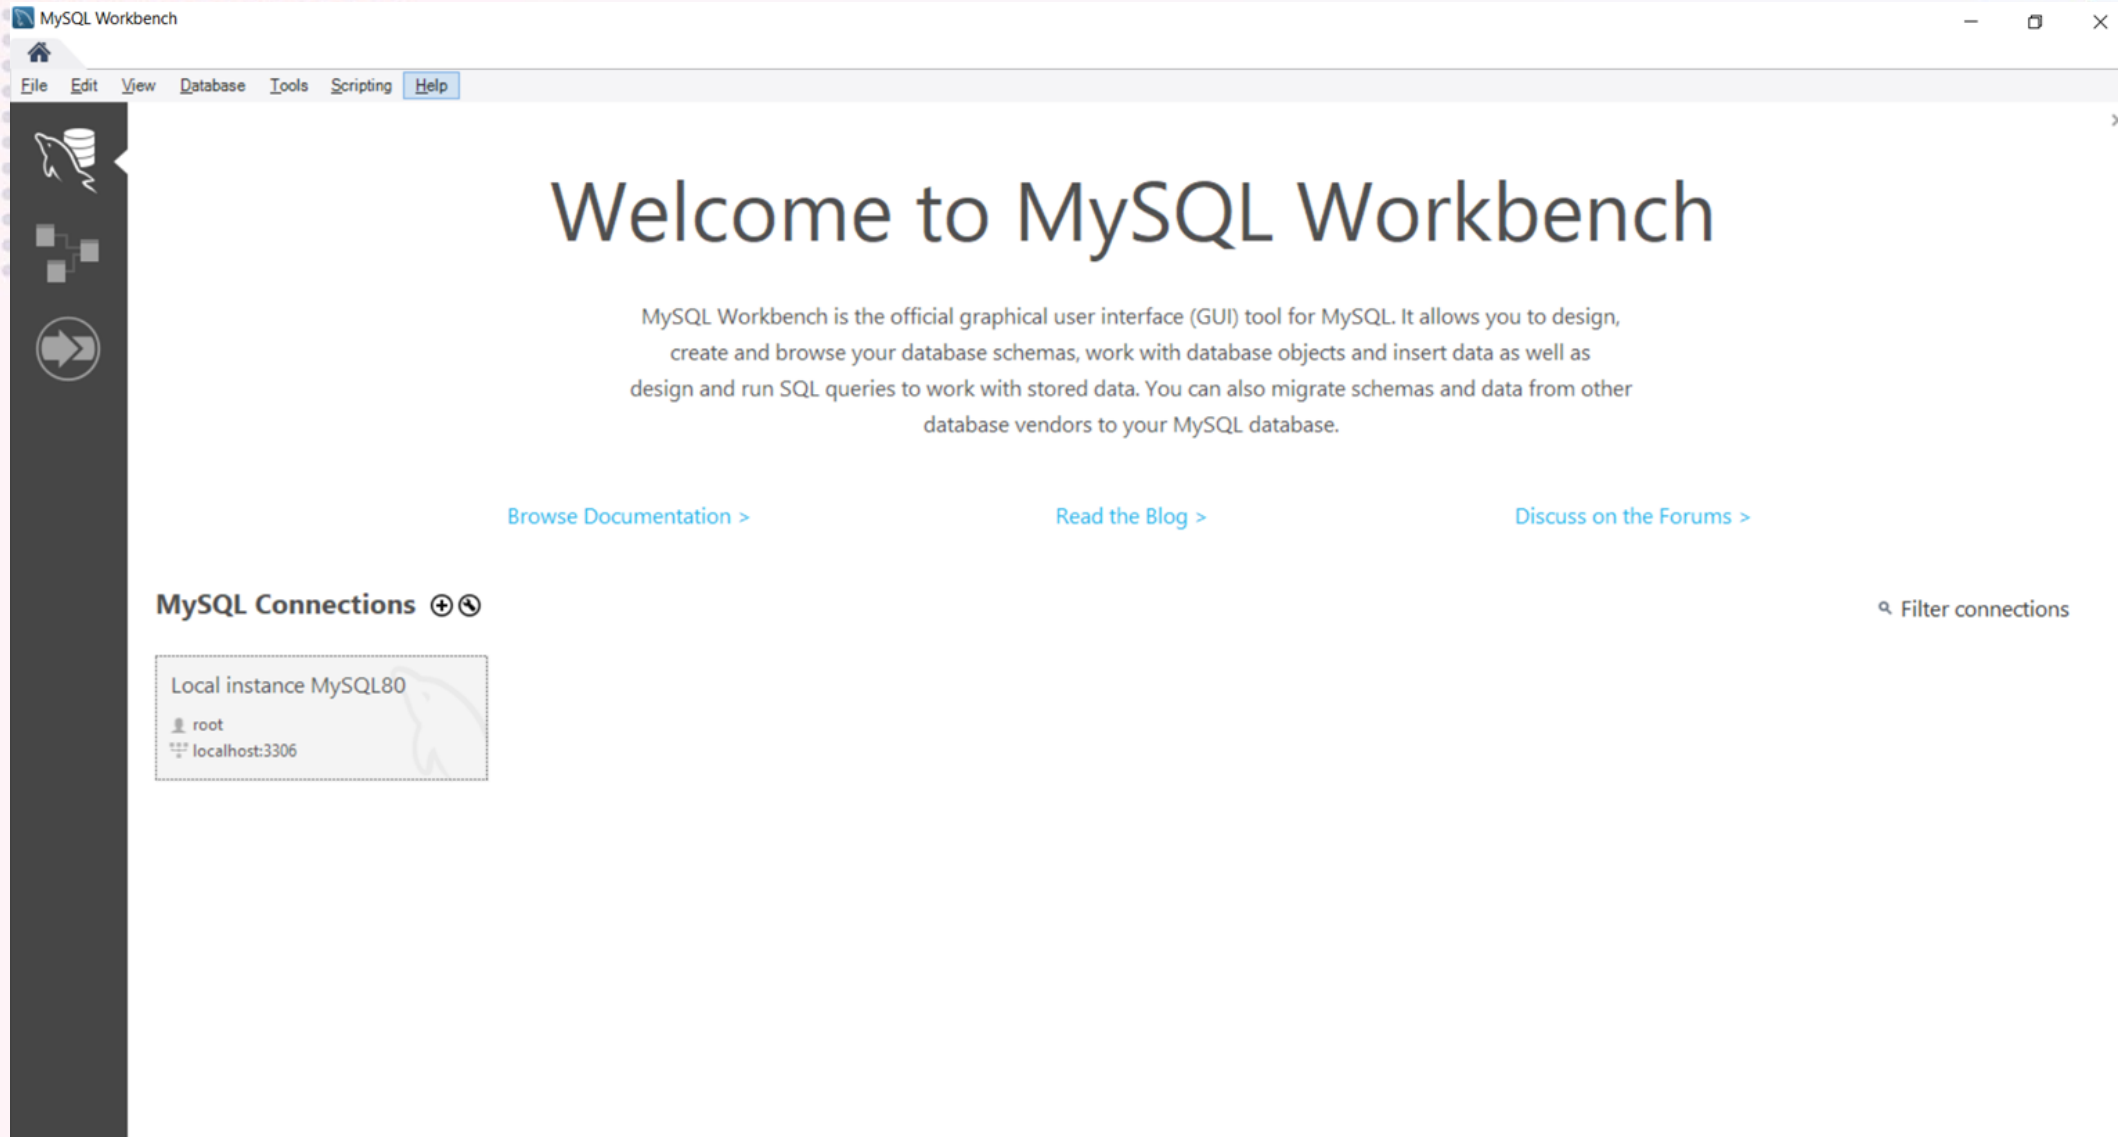 MySQL Workbench
File Edit View Database Tools Scripting Help
Welcome to MySQL Workbench
MySQL Workbench is the official graphical user interface (GUI) tool for MySQL. It allows you to design,
create and browse your database schemas, work with database objects and insert data as well as
design and run SQL queries to work with stored data. You can also migrate schemas and data from other
database vendors to your MySQL database.
Browse Documentation > Read the Blog > Discuss on the Forums >
MySQL Connections Filter connections
Local instance MySQL80
root
localhost:3306